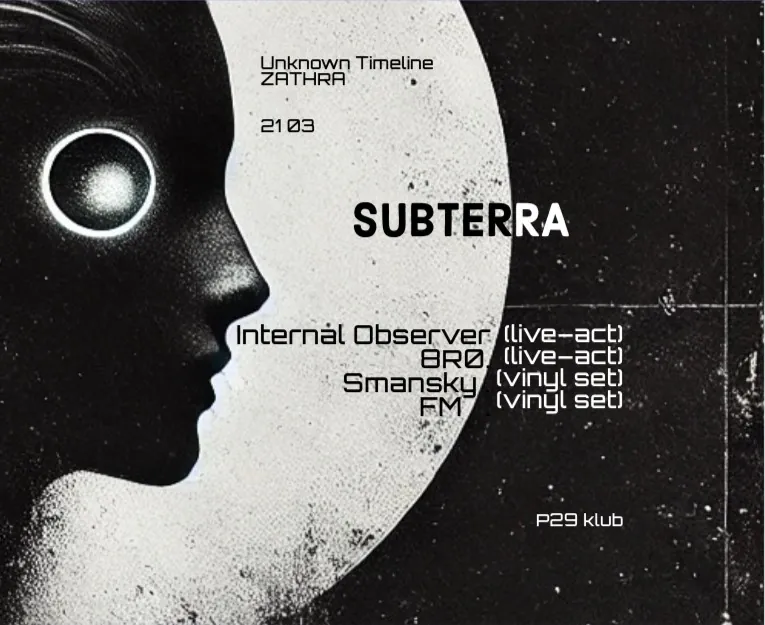 Unknown Timeline
ZATHRA
21 03
SUBTERRA
Internal Observer (live-act)
8R0 (live-act)
Smansky (vinyl set)
FM (vinyl set)
P29 klub